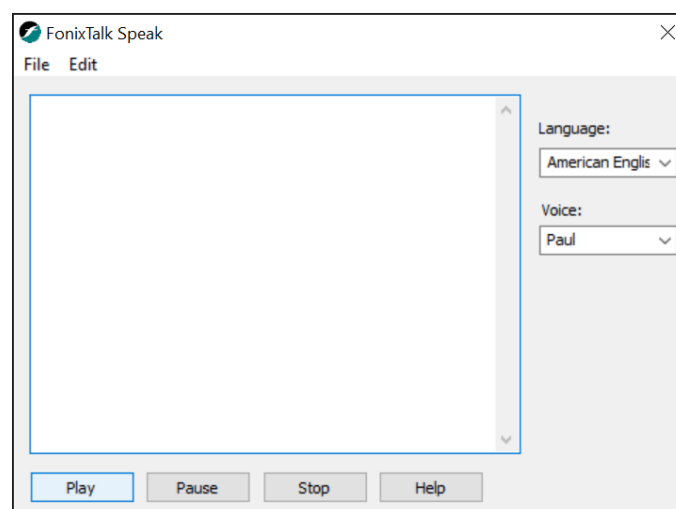 FonixTalk Speak
File Edit
Language:
American Englis
Voice:
Paul
Play Pause Stop Help